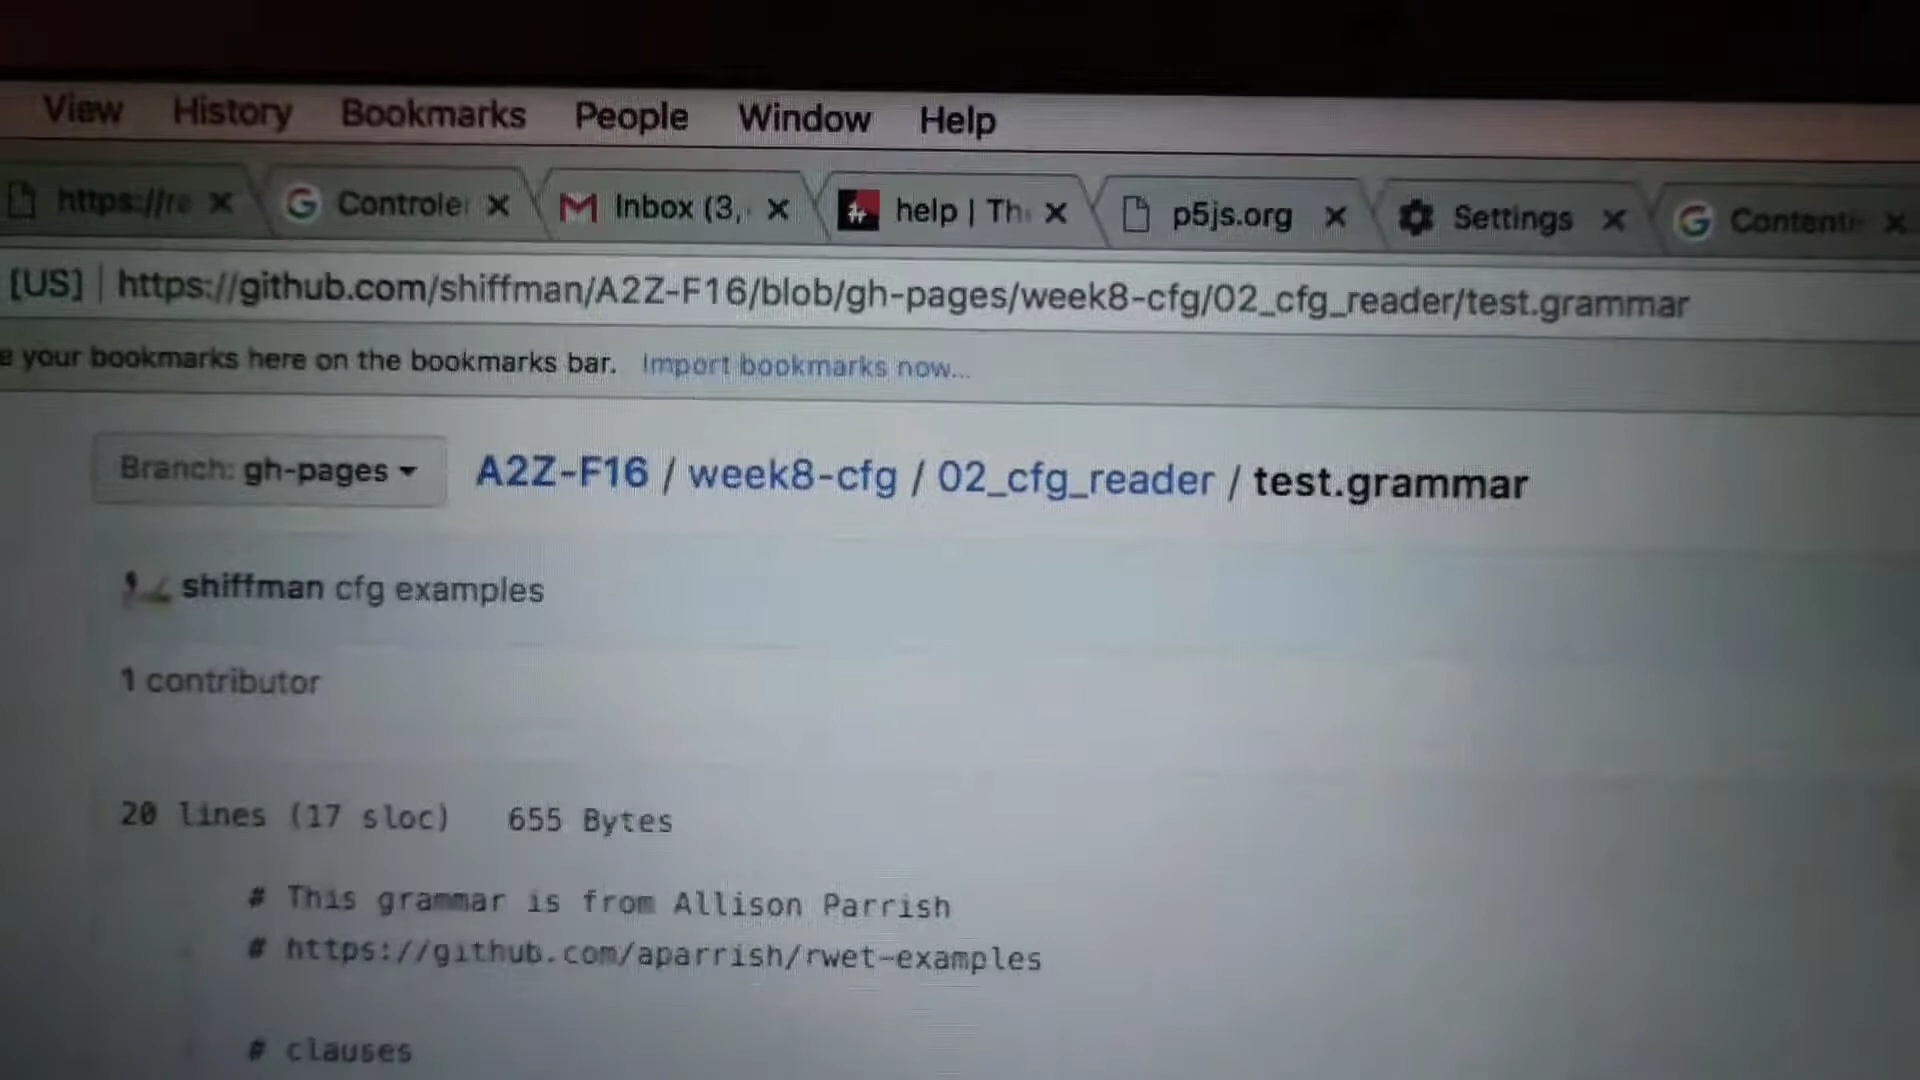 View History Bookmarks People Window Help
https://re Controle Inbox (3, help | Th p5js.org Settings Content
[US] | https://github.com/shiffman/A2Z-F16/blob/gh-pages/week8-cfg/02_cfg_reader/test.grammar
e your bookmarks here on the bookmarks bar. Import bookmarks now...
Branch: gh-pages A2Z-F16 / week8-cfg / 02_cfg_reader / test.grammar
shiffman cfg examples
1 contributor
20 lines (17 sloc) 655 Bytes
# This grammar is from Allison Parrish
# https://github.com/aparrish/rwet-examples
# clauses